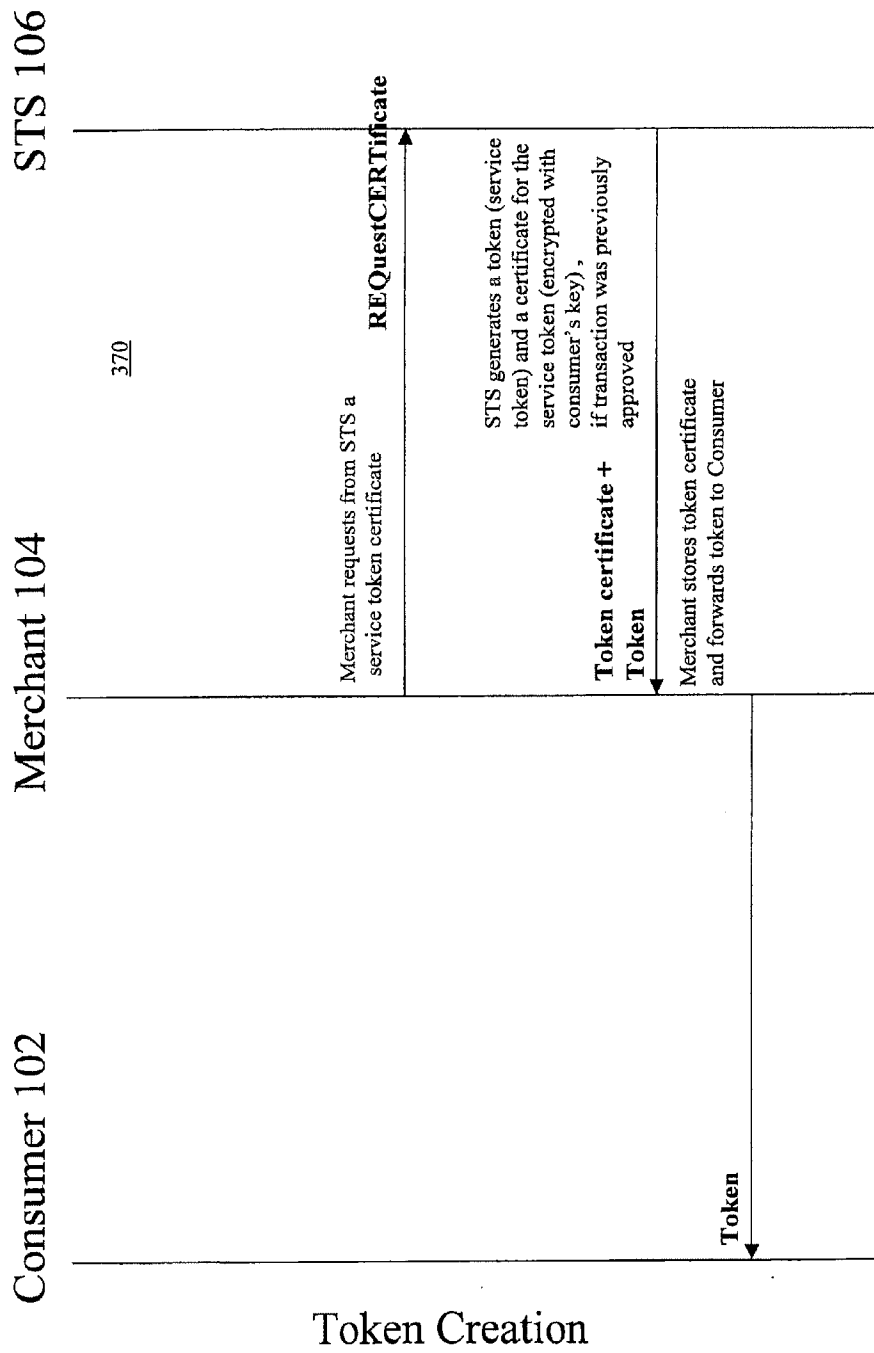 Token Creation
Consumer 102
Merchant 104
STS 106
370
Merchant requests from STS a
service token certificate
REQuestCERTificate
STS generates a token (service
token) and a certificate for the
service token (encrypted with
consumer's key) ,
if transaction was previously
approved
Token certificate +
Token
Merchant stores token certificate
and forwards token to Consumer
Token